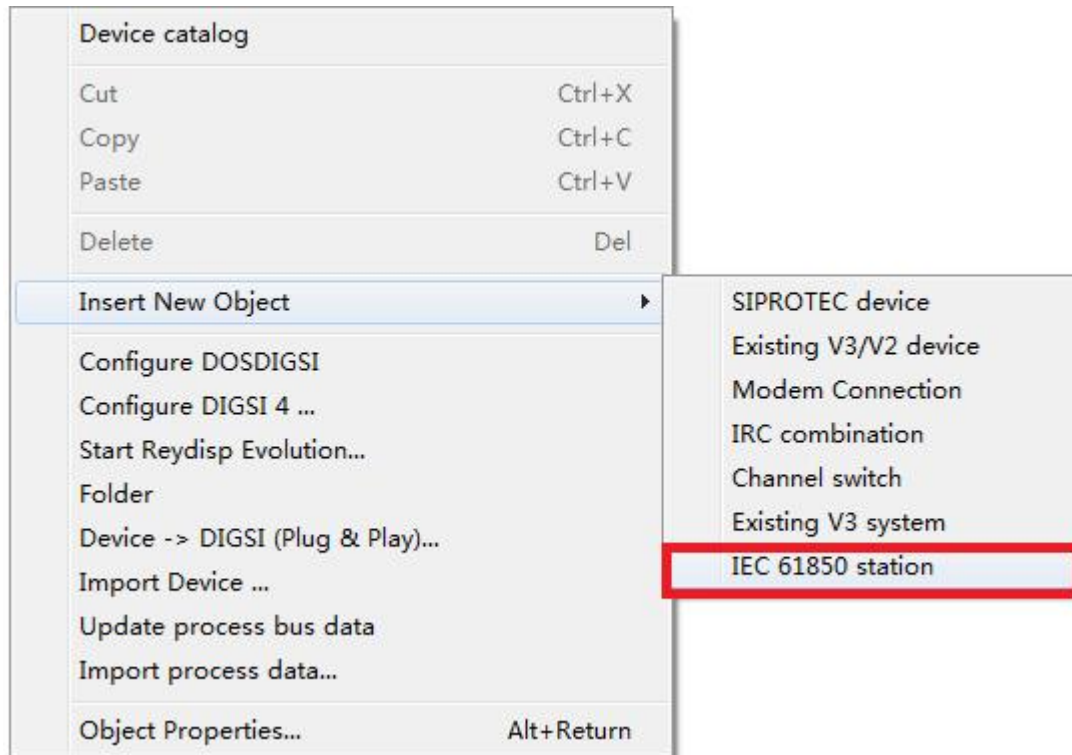 Device catalog
Cut Ctrl+X
Copy Ctrl+C
Paste Ctrl+V
Delete Del
Insert New Object
Configure DOSDIGSI
Configure DIGSI 4 ...
Start Reydisp Evolution...
Folder
Device -> DIGSI (Plug & Play)...
Import Device ...
Update process bus data
Import process data...
Object Properties... Alt+Return
SIPROTEC device
Existing V3/V2 device
Modem Connection
IRC combination
Channel switch
Existing V3 system
IEC 61850 station